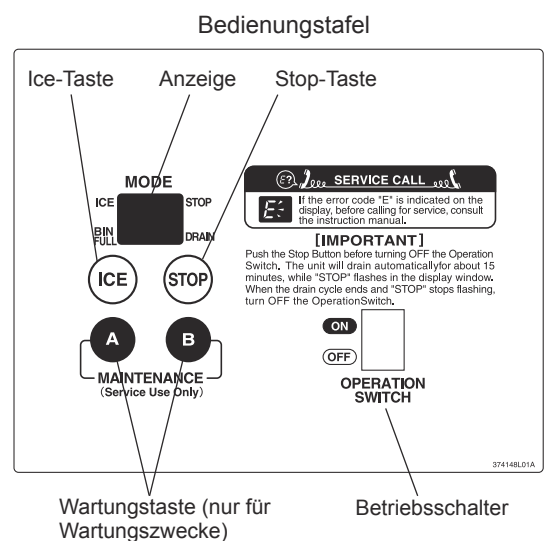 Bedienungstafel
Ice-Taste
Anzeige
Stop-Taste
MODE
ICE
STOP
BIN
FULL
DRAIN
ICE
STOP
A
B
MAINTENANCE
(Service Use Only)
E? SERVICE CALL
E
If the error code "E" is indicated on the
display, before calling for service, consult
the instruction manual.
[IMPORTANT]
Push the Stop Button before turning OFF the Operation
Switch. The unit will drain automaticallyfor about 15
minutes, while "STOP" flashes in the display window.
When the drain cycle ends and "STOP" stops flashing,
turn OFF the OperationSwitch.
ON
OFF
OPERATION
SWITCH
374148L01A
Wartungstaste (nur für
Wartungszwecke)
Betriebsschalter